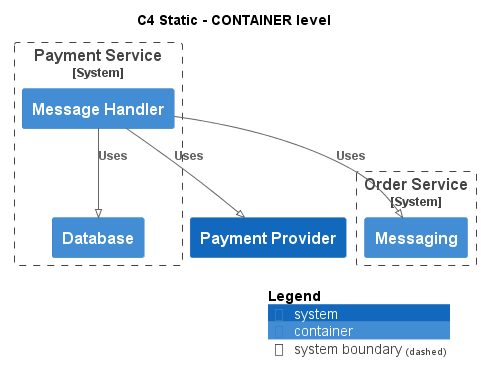 C4 Static - CONTAINER level
Payment Service
[System]
Message Handler
Uses
Uses
Uses
Order Service
[System]
Database
Payment Provider
Messaging
Legend
system
container
system boundary (dashed)